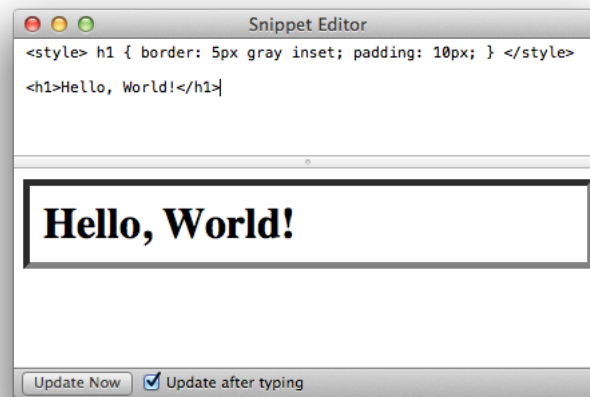 Snippet Editor
<style> h1 { border: 5px gray inset; padding: 10px; } </style>
<h1>Hello, World!</h1>
Hello, World!
Update Now Update after typing